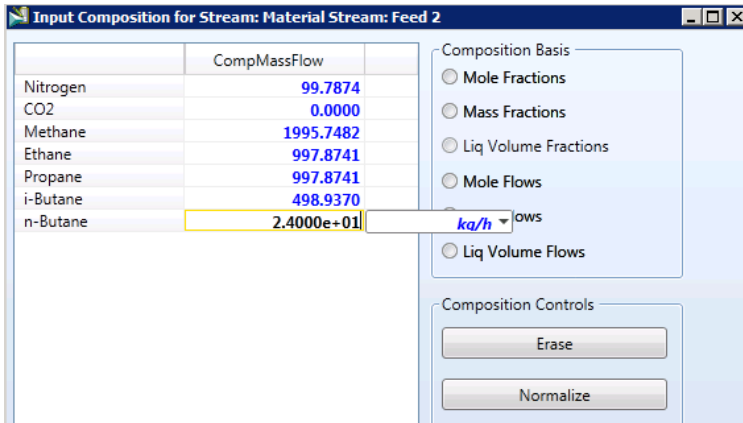 Input Composition for Stream: Material Stream: Feed 2
CompMassFlow
Nitrogen 99.7874
CO2 0.0000
Methane 1995.7482
Ethane 997.8741
Propane 997.8741
i-Butane 498.9370
n-Butane 2.4000e+01 kg/h
Composition Basis
Mole Fractions
Mass Fractions
Liq Volume Fractions
Mole Flows
ows
Liq Volume Flows
Composition Controls
Erase
Normalize